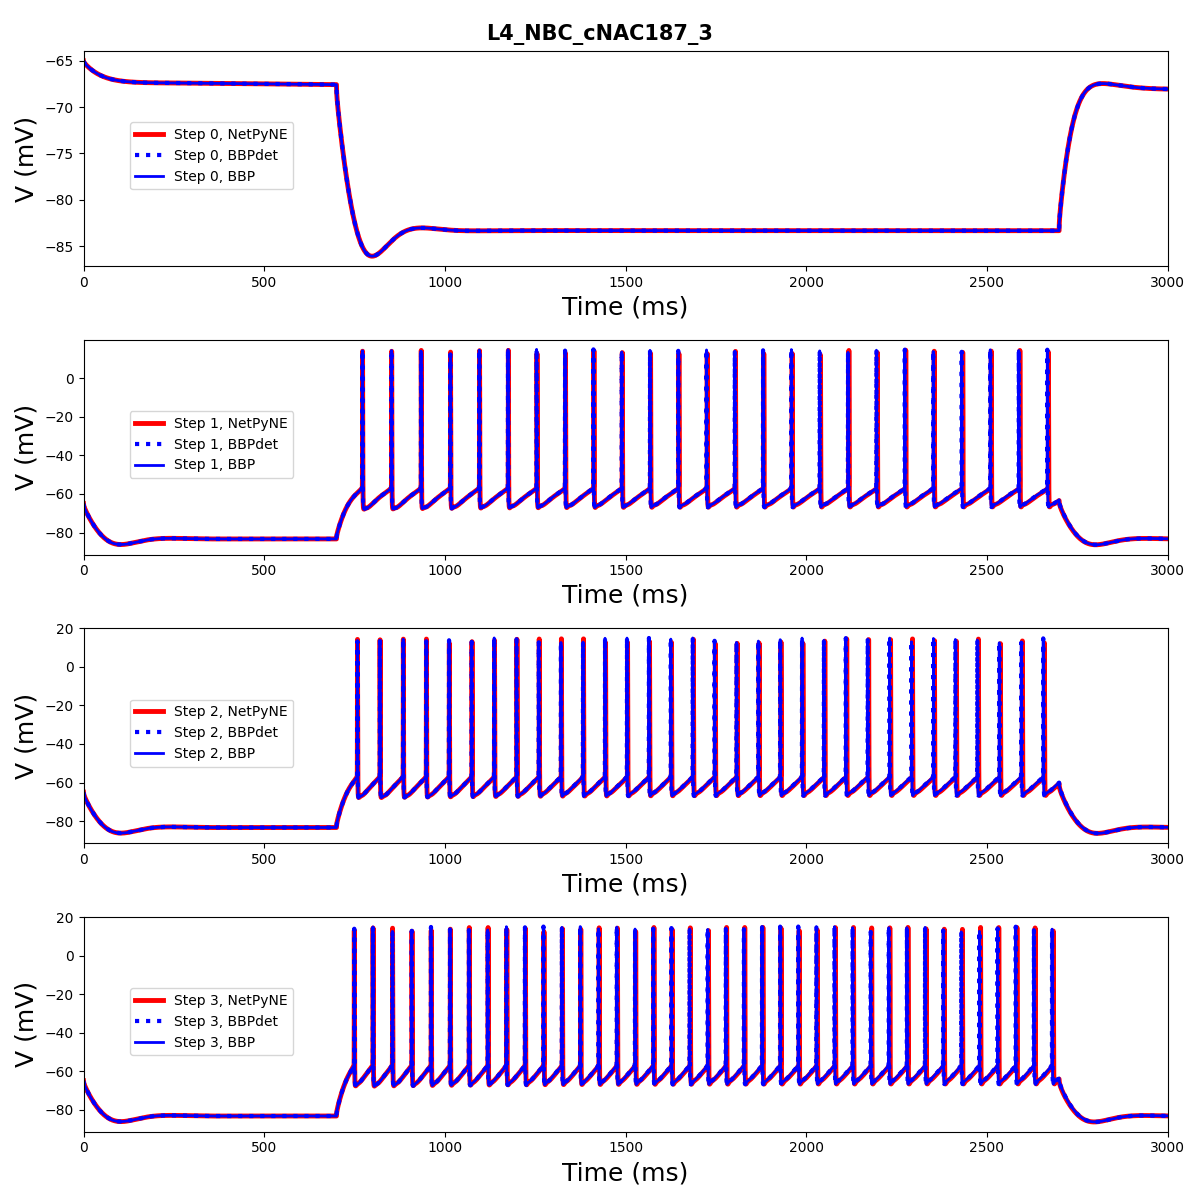 L4_NBC_cNAC187_3
−65
−70
−75
−80
−85
V (mV)
Step 0, NetPyNE
Step 0, BBPdet
Step 0, BBP
0 500 1000 1500 2000 2500 3000
Time (ms)
0
−20
−40
−60
−80
V (mV)
Step 1, NetPyNE
Step 1, BBPdet
Step 1, BBP
0 500 1000 1500 2000 2500 3000
Time (ms)
20
0
−20
−40
−60
−80
V (mV)
Step 2, NetPyNE
Step 2, BBPdet
Step 2, BBP
0 500 1000 1500 2000 2500 3000
Time (ms)
20
0
−20
−40
−60
−80
V (mV)
Step 3, NetPyNE
Step 3, BBPdet
Step 3, BBP
0 500 1000 1500 2000 2500 3000
Time (ms)